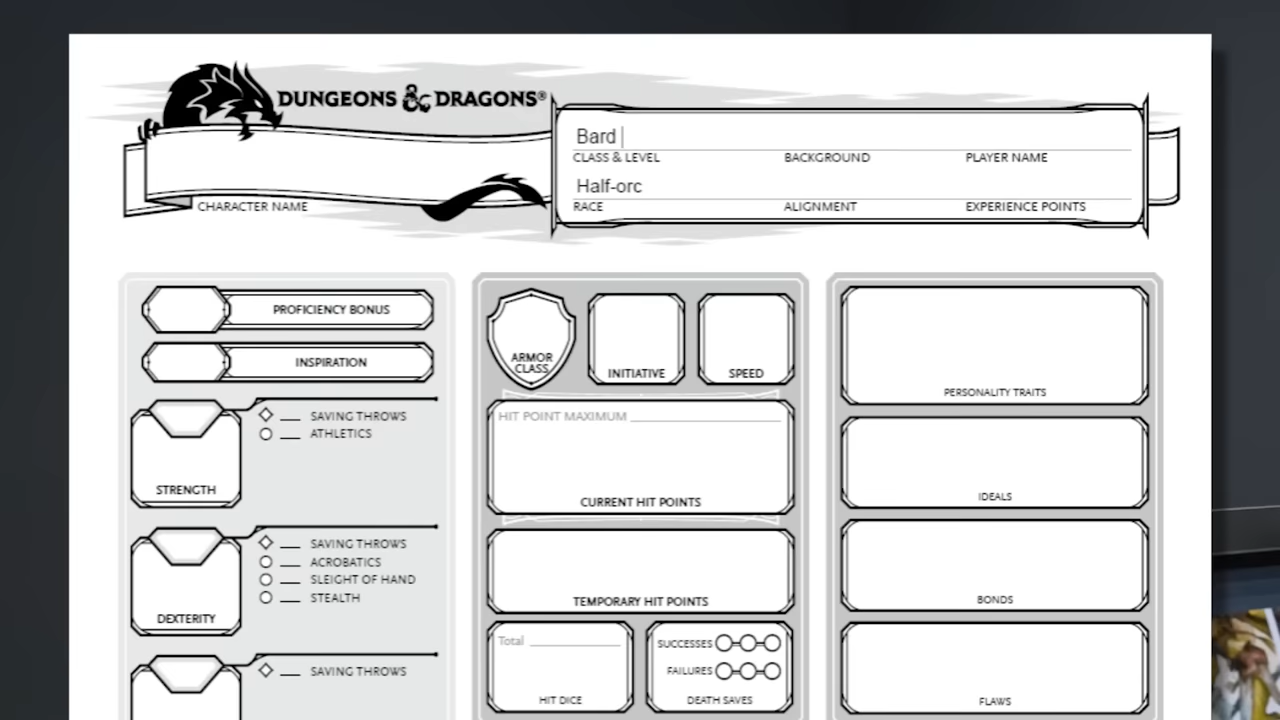 DUNGEONS & DRAGONS®
Bard
CLASS & LEVEL BACKGROUND PLAYER NAME
Half-orc
RACE ALIGNMENT EXPERIENCE POINTS
CHARACTER NAME
PROFICIENCY BONUS
INSPIRATION
STRENGTH
SAVING THROWS
ATHLETICS
DEXTERITY
SAVING THROWS
ACROBATICS
SLEIGHT OF HAND
STEALTH
SAVING THROWS
ARMOR
CLASS
INITIATIVE
SPEED
HIT POINT MAXIMUM
CURRENT HIT POINTS
TEMPORARY HIT POINTS
Total
HIT DICE
SUCCESSES
FAILURES
DEATH SAVES
PERSONALITY TRAITS
IDEALS
BONDS
FLAWS